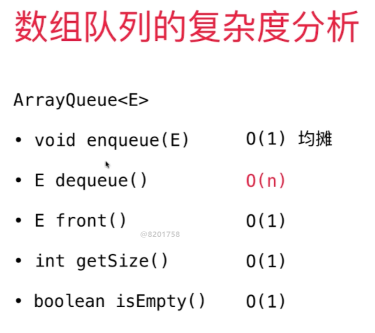 数组队列的复杂度分析
ArrayQueue<E>
• void enqueue(E) O(1) 均摊
• E dequeue() O(n)
• E front() O(1)
@8201758
• int getSize() O(1)
• boolean isEmpty() O(1)